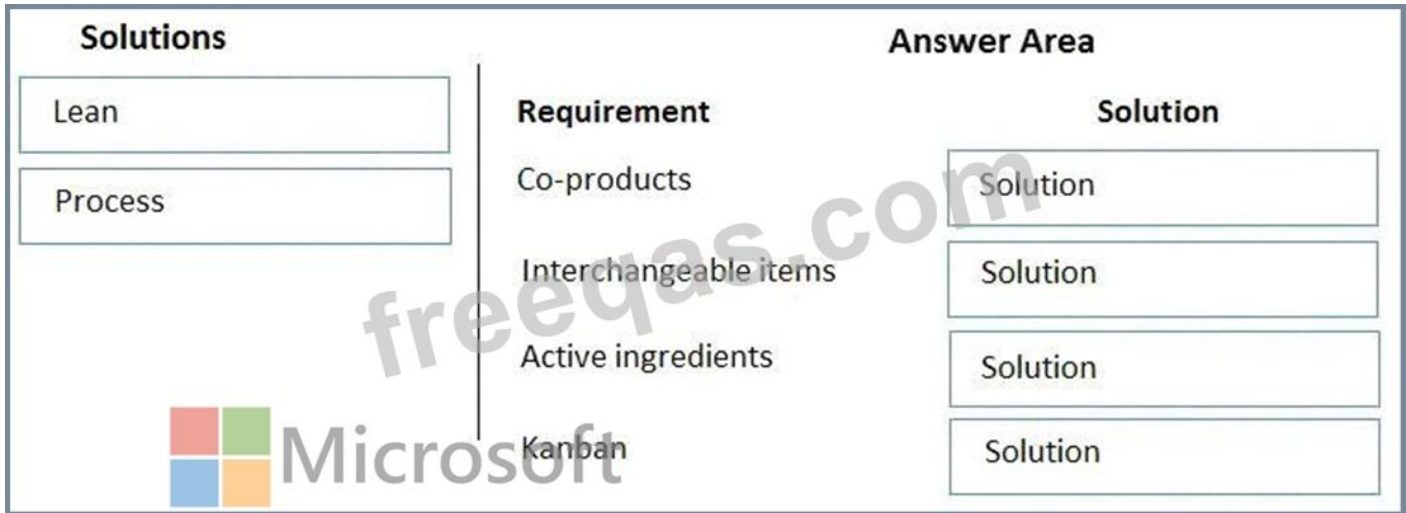 Solutions
Answer Area
Lean
Process
Requirement
Solution
Co-products
Solution
Interchangeable items
Solution
Active ingredients
Solution
Kanban
Solution
freeqas.com
Microsoft